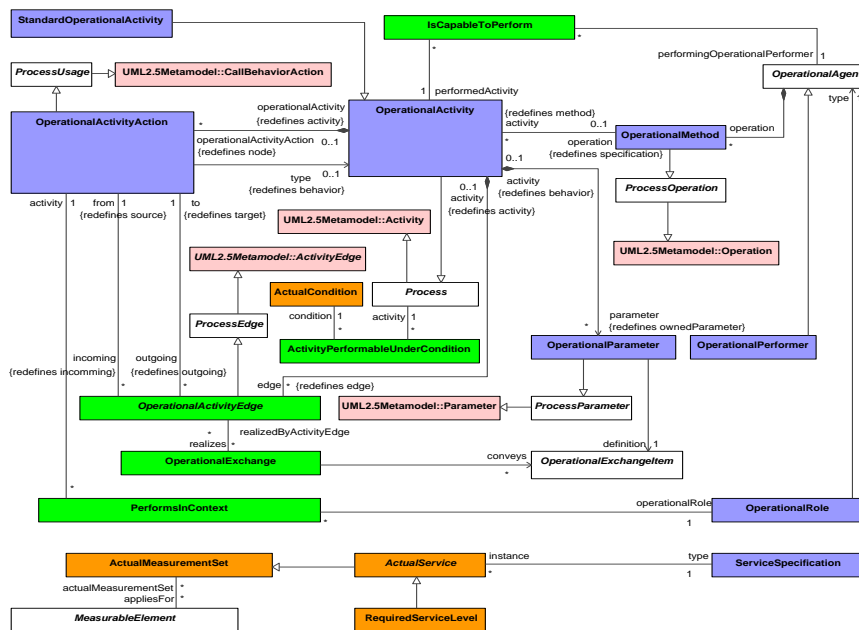 StandardOperationalActivity
IsCapableToPerform
*
*
performingOperationalPerformer
1
ProcessUsage
UML2.5Metamodel::CallBehaviorAction
OperationalAgent
1 performedActivity
type 1
OperationalActivityAction
*
operationalActivity
{redefines activity}
OperationalActivity
{redefines method}
activity
*
0..1
OperationalMethod
operation
*
operationalActivityAction
{redefines node}
0..1
operation
{redefines specification}
0..1
type
{redefines behavior}
0..1
0..1
activity
{redefines activity}
activity
{redefines behavior}
ProcessOperation
activity 1
from 1
{redefines source}
1 to
{redefines target}
UML2.5Metamodel::Activity
UML2.5Metamodel::ActivityEdge
UML2.5Metamodel::Operation
ActualCondition
Process
condition 1
*
activity 1
*
ProcessEdge
parameter
* {redefines ownedParameter}
ActivityPerformableUnderCondition
OperationalParameter
OperationalPerformer
incoming
{redefines incomming}
*
outgoing
{redefines outgoing}
*
edge * {redefines edge}
OperationalActivityEdge
UML2.5Metamodel::Parameter
ProcessParameter
* realizedByActivityEdge
realizes *
definition 1
OperationalExchange
conveys
*
OperationalExchangeItem
*
PerformsInContext
*
operationalRole
1
OperationalRole
ActualMeasurementSet
ActualService
instance
*
type
1
ServiceSpecification
actualMeasurementSet *
appliesFor *
MeasurableElement
RequiredServiceLevel